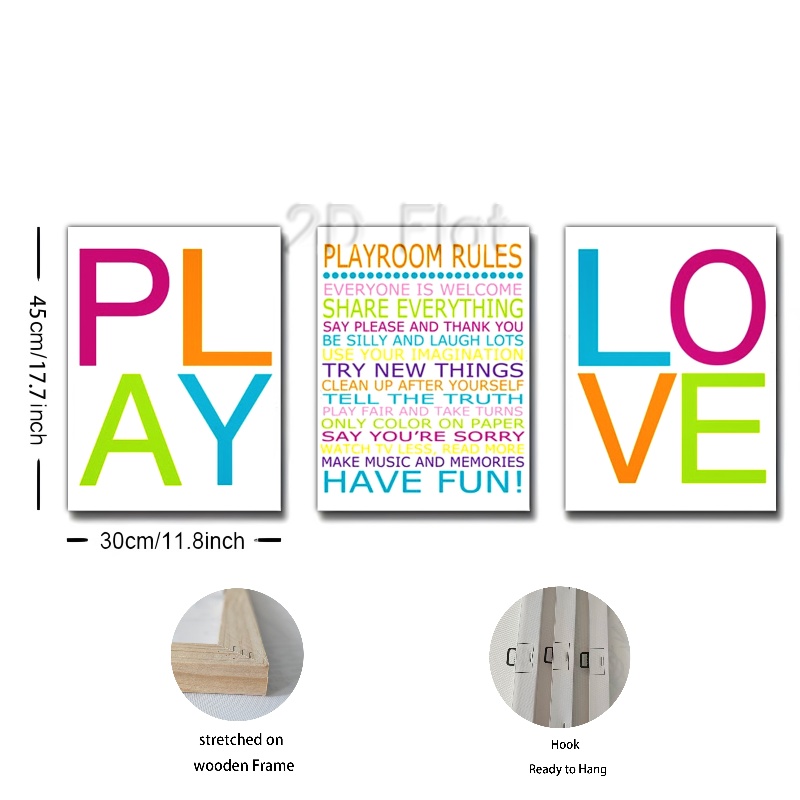 2D Flat
45cm/17.7inch
PL
AY
PLAYROOM RULES
EVERYONE IS WELCOME
SHARE EVERYTHING
SAY PLEASE AND THANK YOU
BE SILLY AND LAUGH LOTS
USE YOUR IMAGINATION
TRY NEW THINGS
CLEAN UP AFTER YOURSELF
TELL THE TRUTH
PLAY FAIR AND TAKE TURNS
ONLY COLOR ON PAPER
SAY YOU'RE SORRY
WATCH TV LESS, READ MORE
MAKE MUSIC AND MEMORIES
HAVE FUN!
LO
VE
30cm/11.8inch
stretched on
wooden Frame
Hook
Ready to Hang